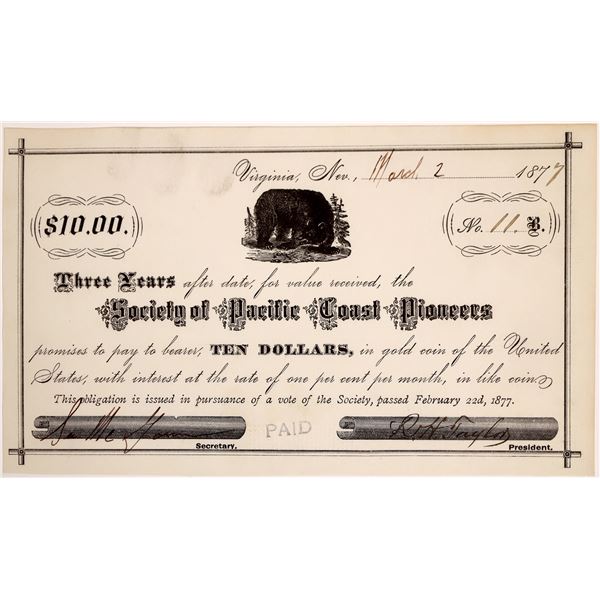 Virginia, Nev., March 2 1877
$10.00.
No. 11 B.
Three Years after date, for value received, the
Society of Pacific Coast Pioneers
promises to pay to bearer, TEN DOLLARS, in gold coin of the United
States, with interest at the rate of one per cent per month, in like coin.
This obligation is issued in pursuance of a vote of the Society, passed February 22d, 1877.
PAID
R H Taylor
Secretary.
President.